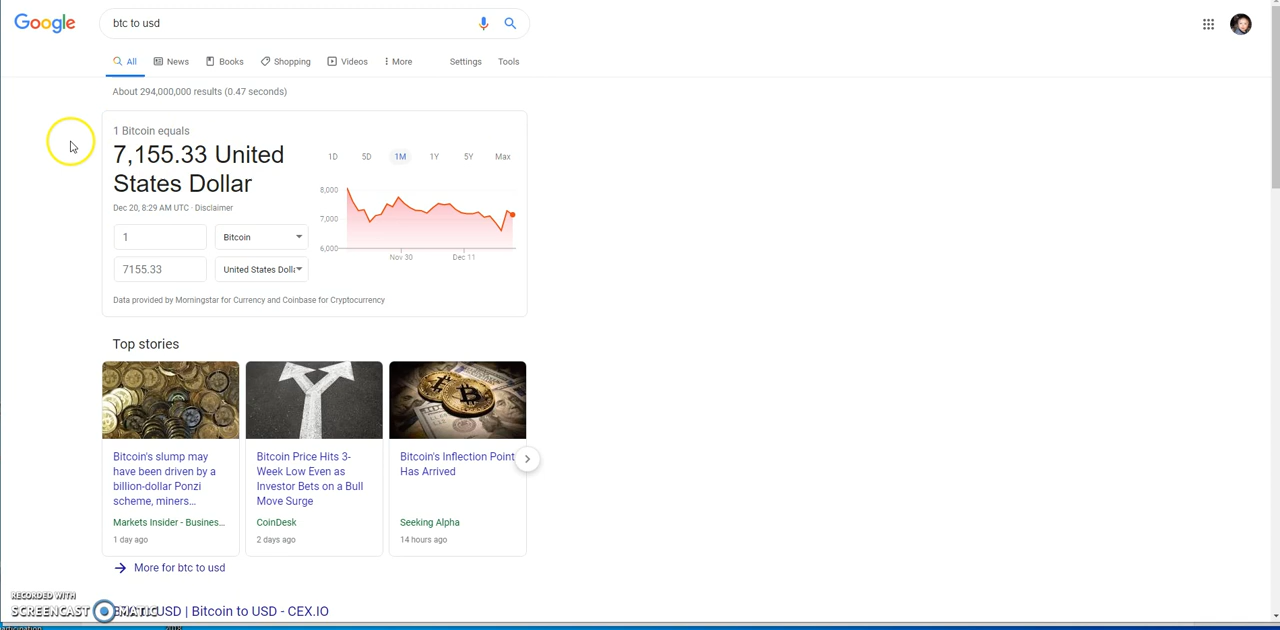 Google
btc to usd
All
News
Books
Shopping
Videos
More
Settings
Tools
About 294,000,000 results (0.47 seconds)
1 Bitcoin equals
7,155.33 United
States Dollar
Dec 20, 8:29 AM UTC · Disclaimer
1D
5D
1M
1Y
5Y
Max
8,000
7,000
6,000
Nov 30
Dec 11
1
Bitcoin
7155.33
United States Doll
Data provided by Morningstar for Currency and Coinbase for Cryptocurrency
Top stories
Bitcoin's slump may
have been driven by a
billion-dollar Ponzi
scheme, miners...
Markets Insider - Busines...
1 day ago
Bitcoin Price Hits 3-
Week Low Even as
Investor Bets on a Bull
Move Surge
CoinDesk
2 days ago
Bitcoin's Inflection Point
Has Arrived
Seeking Alpha
14 hours ago
More for btc to usd
RECORDED WITH
SCREENCAST MATIC
USD | Bitcoin to USD - CEX.IO